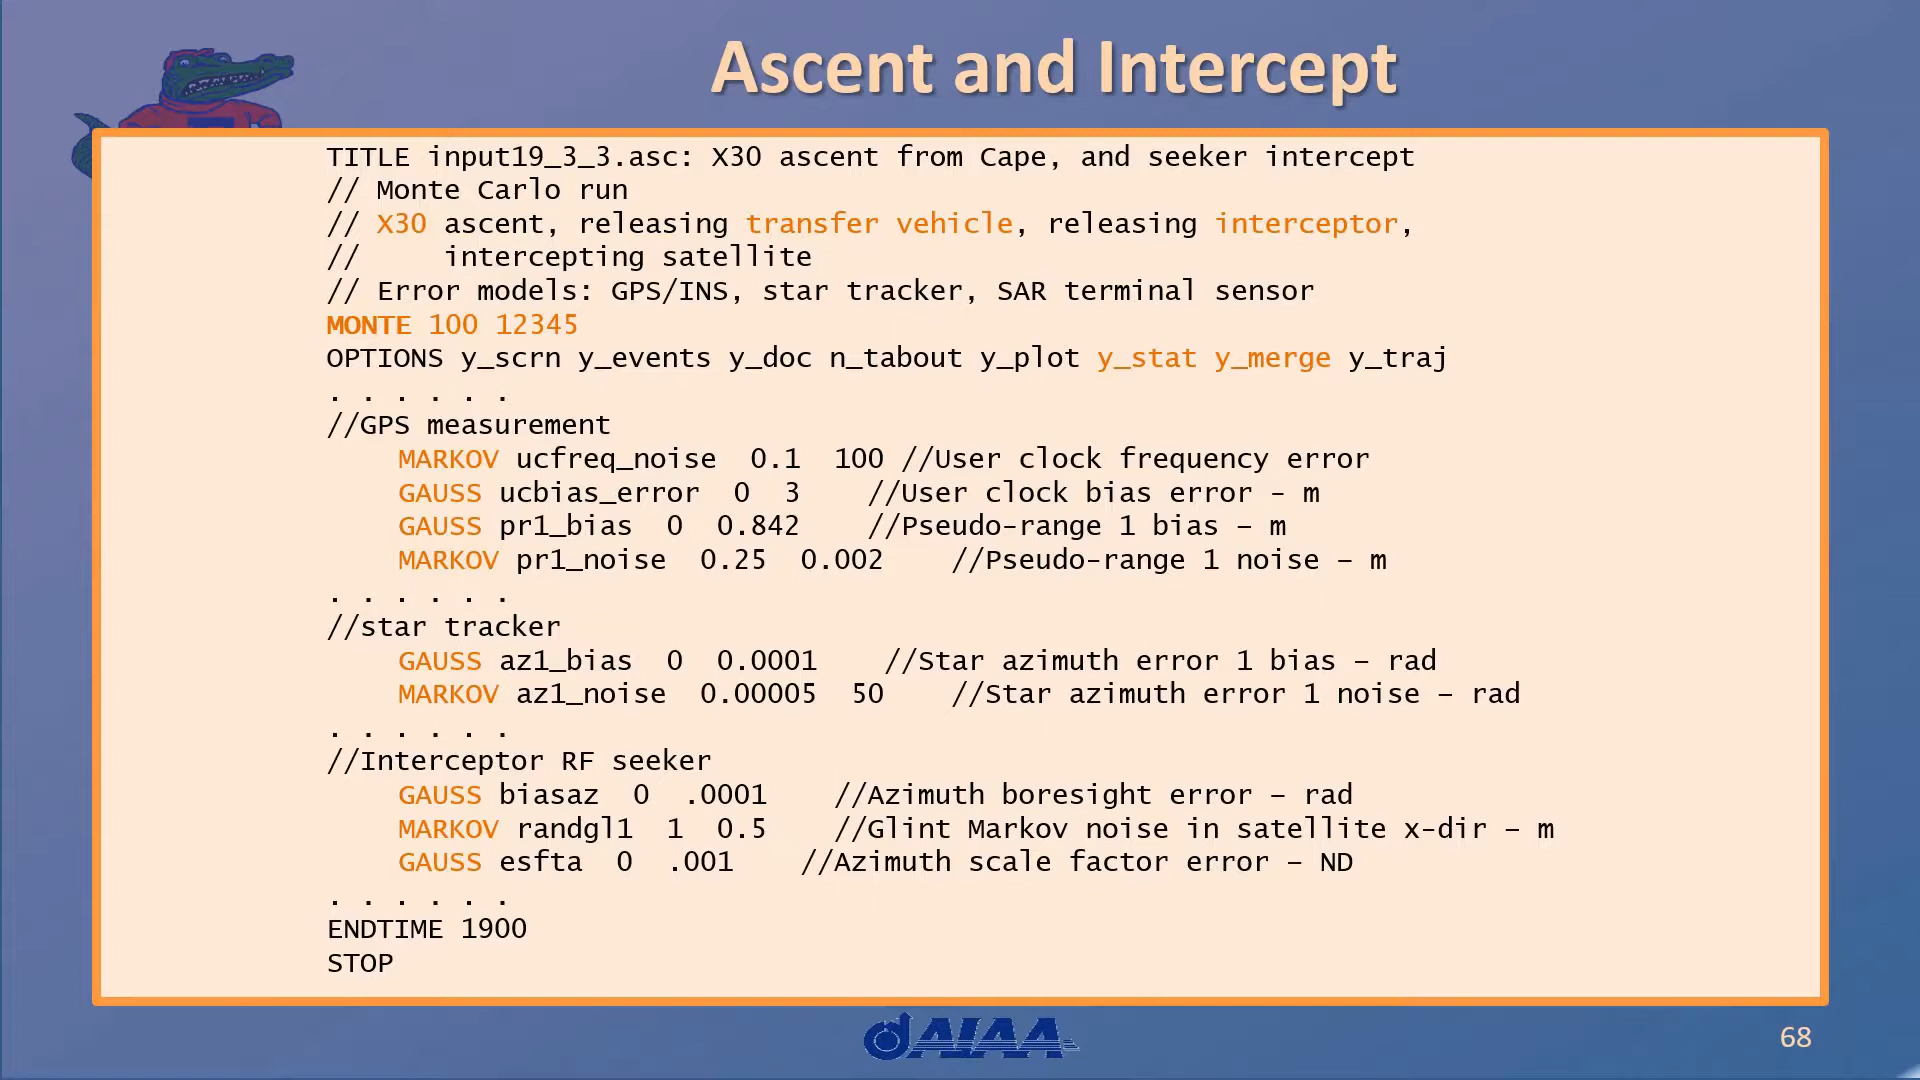 Ascent and Intercept
TITLE input19_3_3.asc: X30 ascent from Cape, and seeker intercept
// Monte Carlo run
// X30 ascent, releasing transfer vehicle, releasing interceptor,
//     intercepting satellite
// Error models: GPS/INS, star tracker, SAR terminal sensor
MONTE 100 12345
OPTIONS y_scrn y_events y_doc n_tabout y_plot y_stat y_merge y_traj
. . . . . .
//GPS measurement
MARKOV ucfreq_noise  0.1  100 //User clock frequency error
GAUSS ucbias_error  0  3    //User clock bias error - m
GAUSS pr1_bias  0  0.842    //Pseudo-range 1 bias – m
MARKOV pr1_noise  0.25  0.002    //Pseudo-range 1 noise – m
. . . . . .
//star tracker
GAUSS az1_bias  0  0.0001    //Star azimuth error 1 bias – rad
MARKOV az1_noise  0.00005  50    //Star azimuth error 1 noise – rad
. . . . . .
//Interceptor RF seeker
GAUSS biasaz  0  .0001    //Azimuth boresight error – rad
MARKOV randgl1  1  0.5    //Glint Markov noise in satellite x-dir – m
GAUSS esfta  0  .001    //Azimuth scale factor error – ND
. . . . . .
ENDTIME 1900
STOP
AIAA
68